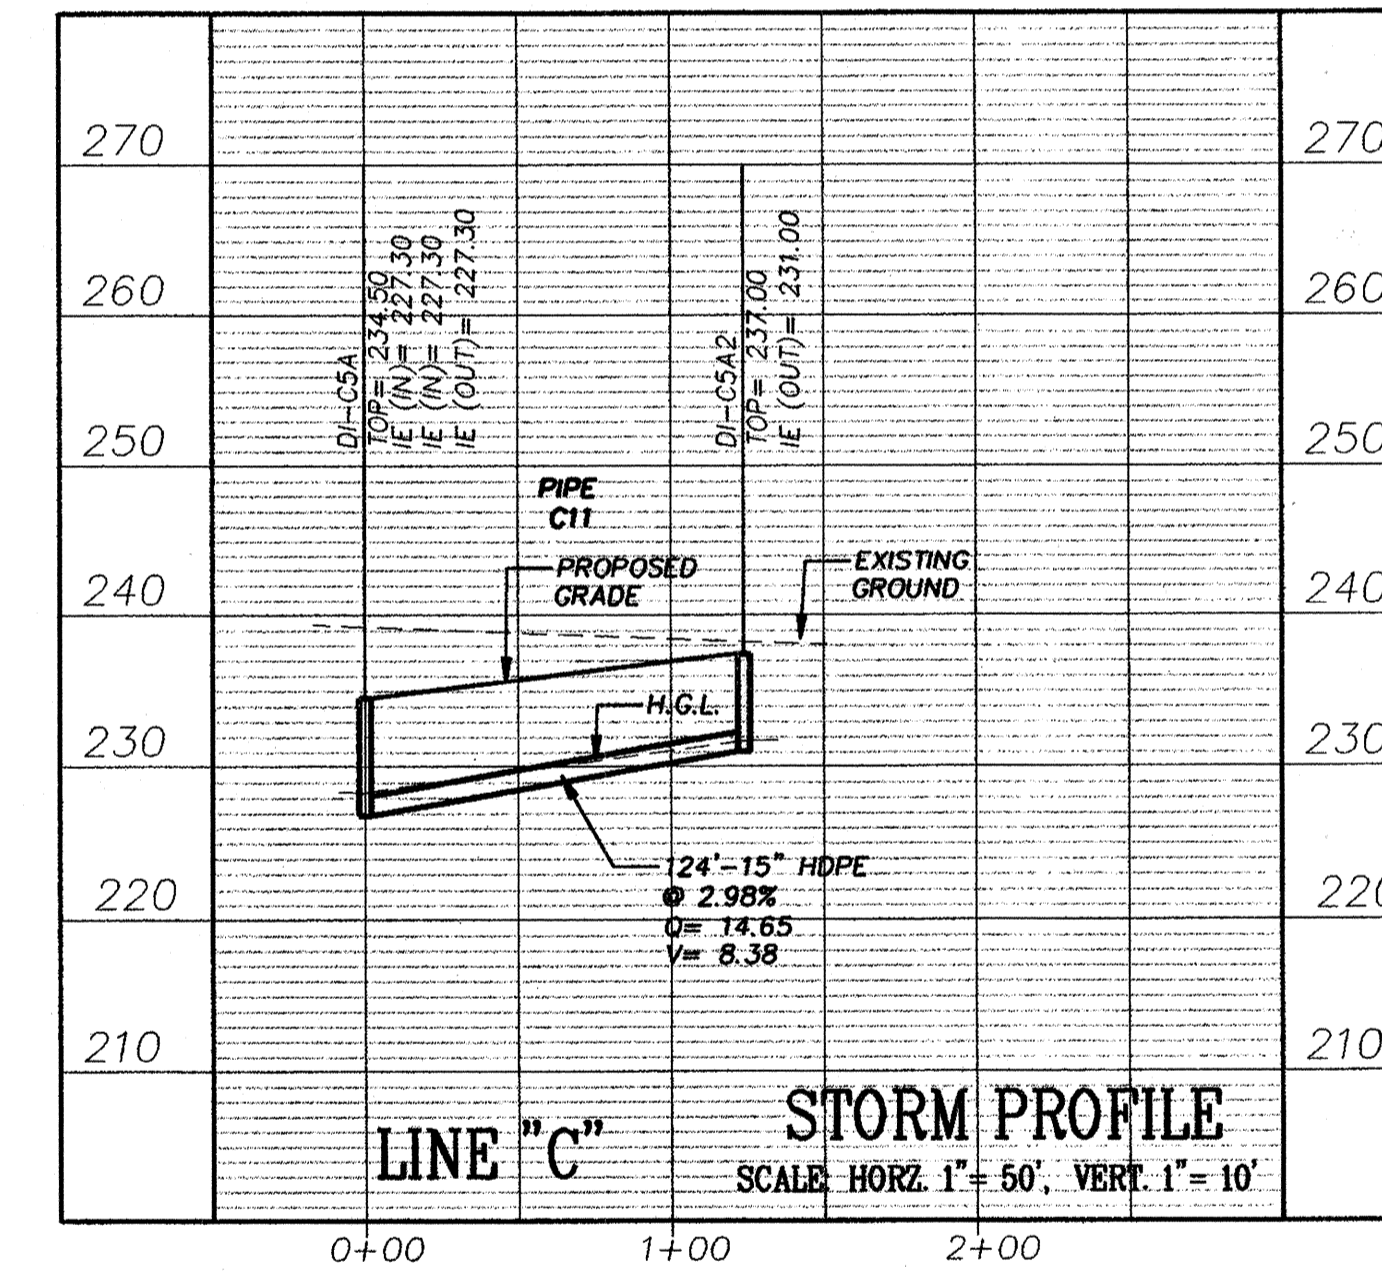 270
270
260
260
250
250
240
240
230
230
220
220
210
210
DI-C5A
TOP= 234.50
IE (IN)= 227.30
IE (IN)= 227.30
IE (OUT)= 227.30
DI-C5A2
TOP= 237.00
IE (OUT)= 231.00
PIPE
C11
PROPOSED
GRADE
EXISTING
GROUND
H.G.L.
124'-15" HDPE
@ 2.98%
Q= 14.65
V= 8.38
LINE "C"
STORM PROFILE
SCALE: HORZ. 1"= 50', VERT. 1"= 10'
0+00
1+00
2+00